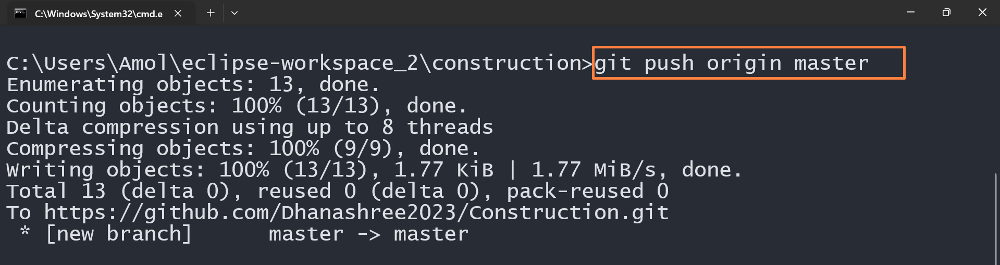 C:\Windows\System32\cmd.e
C:\Users\Amol\eclipse-workspace_2\construction>git push origin master
Enumerating objects: 13, done.
Counting objects: 100% (13/13), done.
Delta compression using up to 8 threads
Compressing objects: 100% (9/9), done.
Writing objects: 100% (13/13), 1.77 KiB | 1.77 MiB/s, done.
Total 13 (delta 0), reused 0 (delta 0), pack-reused 0
To https://github.com/Dhanashree2023/Construction.git
 * [new branch]      master -> master